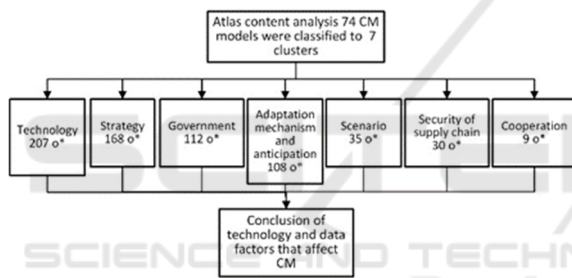 Atlas content analysis 74 CM
models were classified to 7
clusters
Technology
207 o*
Strategy
168 o*
Government
112 o*
Adaptation
mechanism
and
anticipation
108 o*
Scenario
35 o*
Security of
supply chain
30 o*
Cooperation
9 o*
Conclusion of
technology and data
factors that affect
CM
SCIENCE AND TECHN